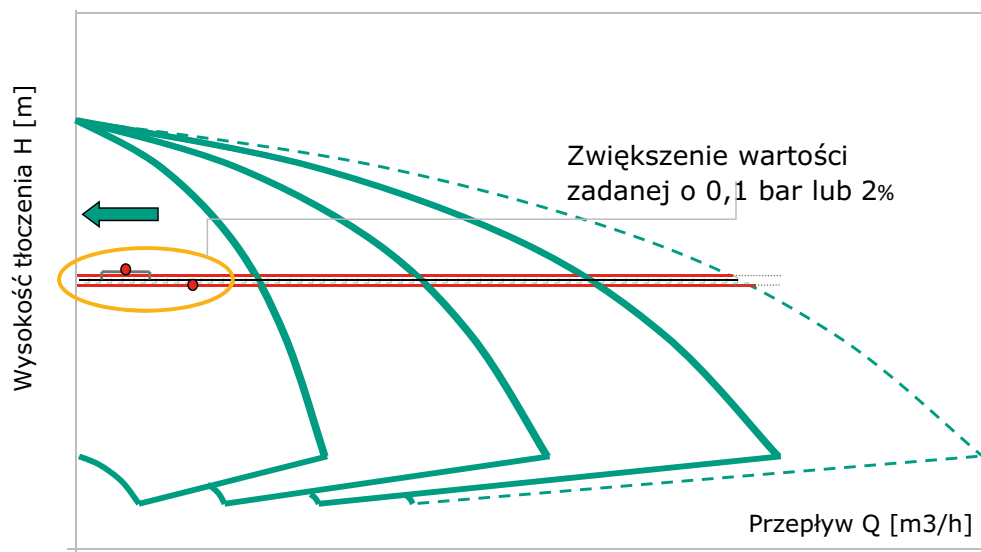 Wysokość tłoczenia H [m]
Zwiększenie wartości
zadanej o 0,1 bar lub 2%
Przepływ Q [m3/h]